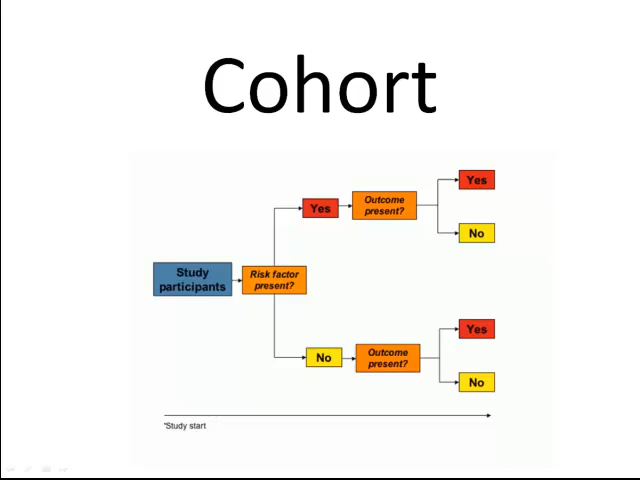 Cohort
Yes
Outcome
present?
Yes
No
Study
participants
Risk factor
present?
Yes
No
Outcome
present?
No
*Study start